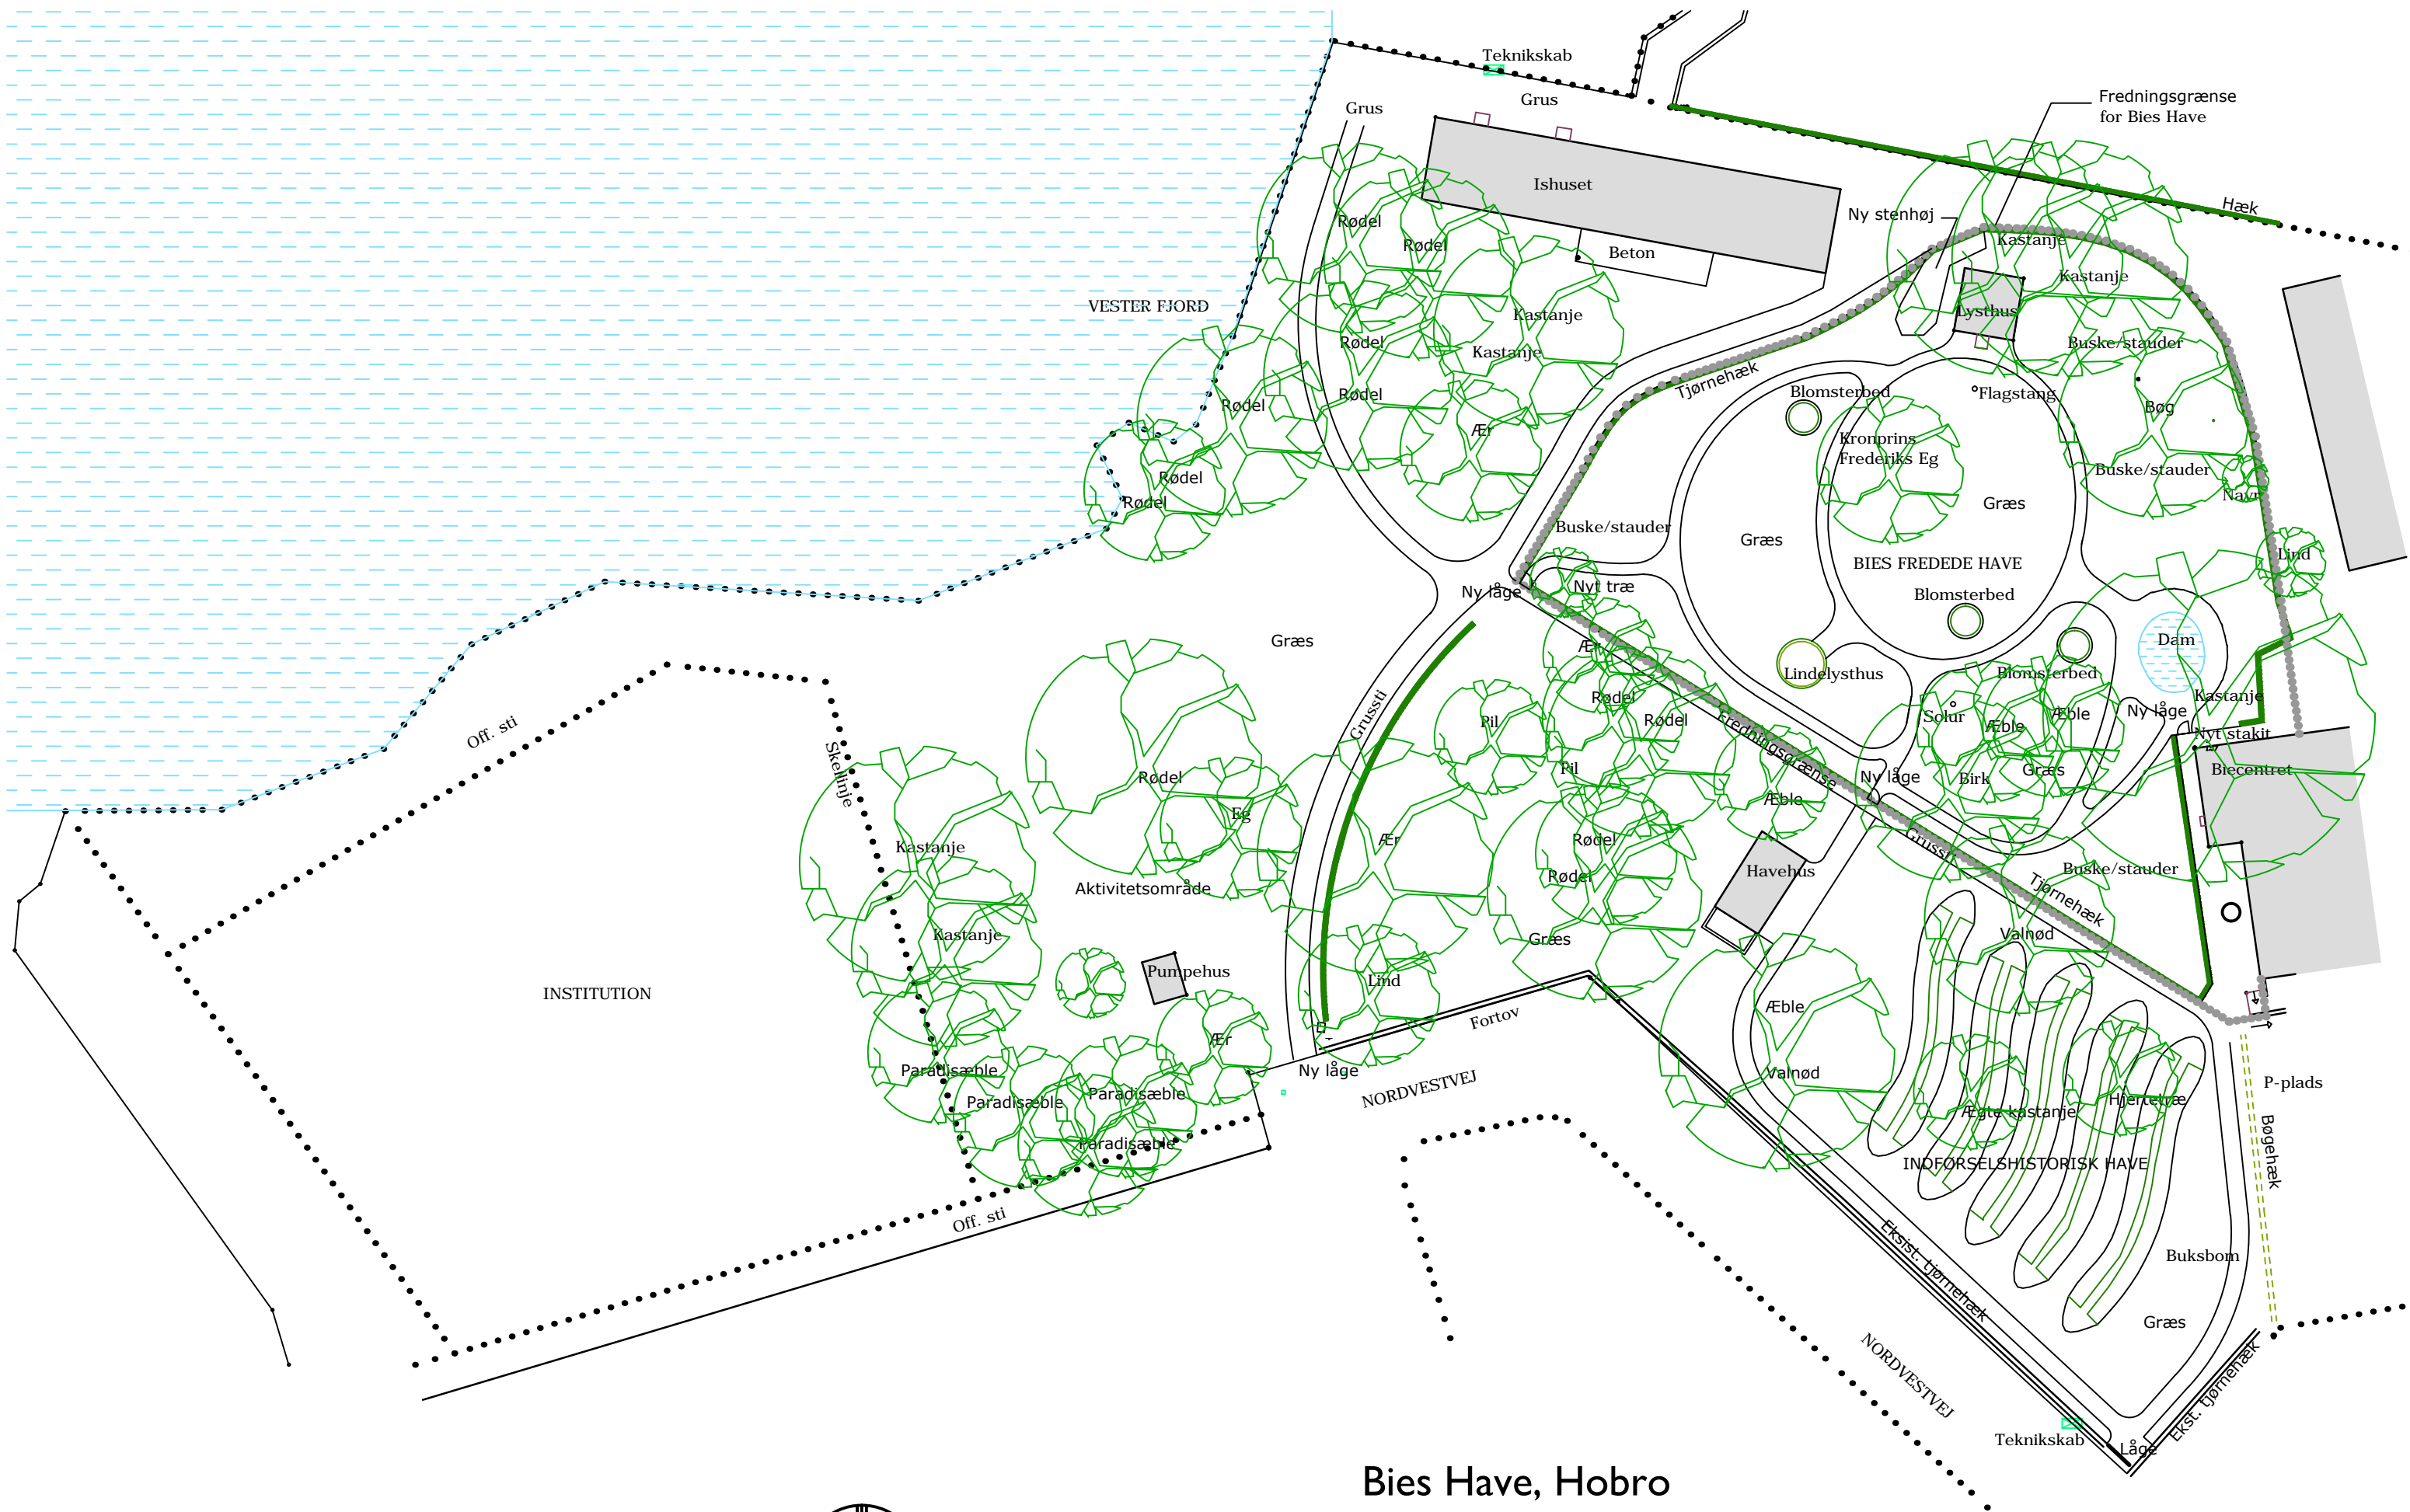 Teknikskab
Grus
Grus
Fredningsgrænse
for Bies Have
Ishuset
Hæk
Ny stenhøj
Rødel
Rødel
Beton
Kastanje
Kastanje
VESTER FJORD
Kastanje
Lysthus
Rødel
Kastanje
Buske/stauder
Tjørnehæk
Rødel
Rødel
Blomsterbed
Flagstang
Bøg
Ær
Kronprins
Frederiks Eg
Rødel
Rødel
Buske/stauder
Navr
Græs
Buske/stauder
Græs
Lind
BIES FREDEDE HAVE
Ny låge
Nyt træ
Blomsterbed
Græs
Ær
Dam
Lindelysthus
Blomsterbed
Rødel
Kastanje
Grussti
Pil
Rødel
Solur
Æble
Æble
Ny låge
Off. sti
Skellinje
Fredningsgrænse
Nyt stakit
Pil
Rødel
Ny låge
Birk
Græs
Biecentret
Æble
Eg
Ær
Rødel
Kastanje
Grussti
Havehus
Buske/stauder
Rødel
Aktivitetsområde
Tjørnehæk
Kastanje
Græs
Valnød
Pumpehus
Lind
INSTITUTION
Æble
Fortov
Ær
Paradisæble
Ny låge
Valnød
NORDVESTVEJ
P-plads
Paradisæble
Paradisæble
Ægte kastanje
Hjertetræ
Paradisæble
Bøgehæk
INDFØRSELSHISTORISK HAVE
Off. sti
Eksist. tjørnehæk
Buksbom
Græs
NORDVESTVEJ
Ekst. tjørnehæk
Teknikskab
Låge
Bies Have, Hobro